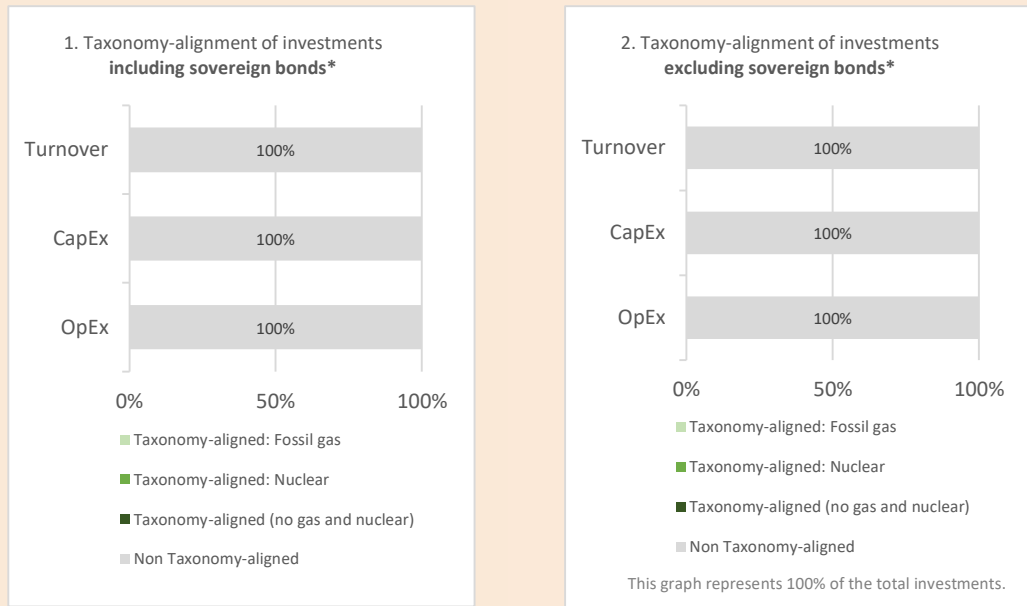 1. Taxonomy-alignment of investments
including sovereign bonds*
Turnover
100%
CapEx
100%
OpEx
100%
0%
50%
100%
Taxonomy-aligned: Fossil gas
Taxonomy-aligned: Nuclear
Taxonomy-aligned (no gas and nuclear)
Non Taxonomy-aligned
2. Taxonomy-alignment of investments
excluding sovereign bonds*
Turnover
100%
CapEx
100%
OpEx
100%
0%
50%
100%
Taxonomy-aligned: Fossil gas
Taxonomy-aligned: Nuclear
Taxonomy-aligned (no gas and nuclear)
Non Taxonomy-aligned
This graph represents 100% of the total investments.